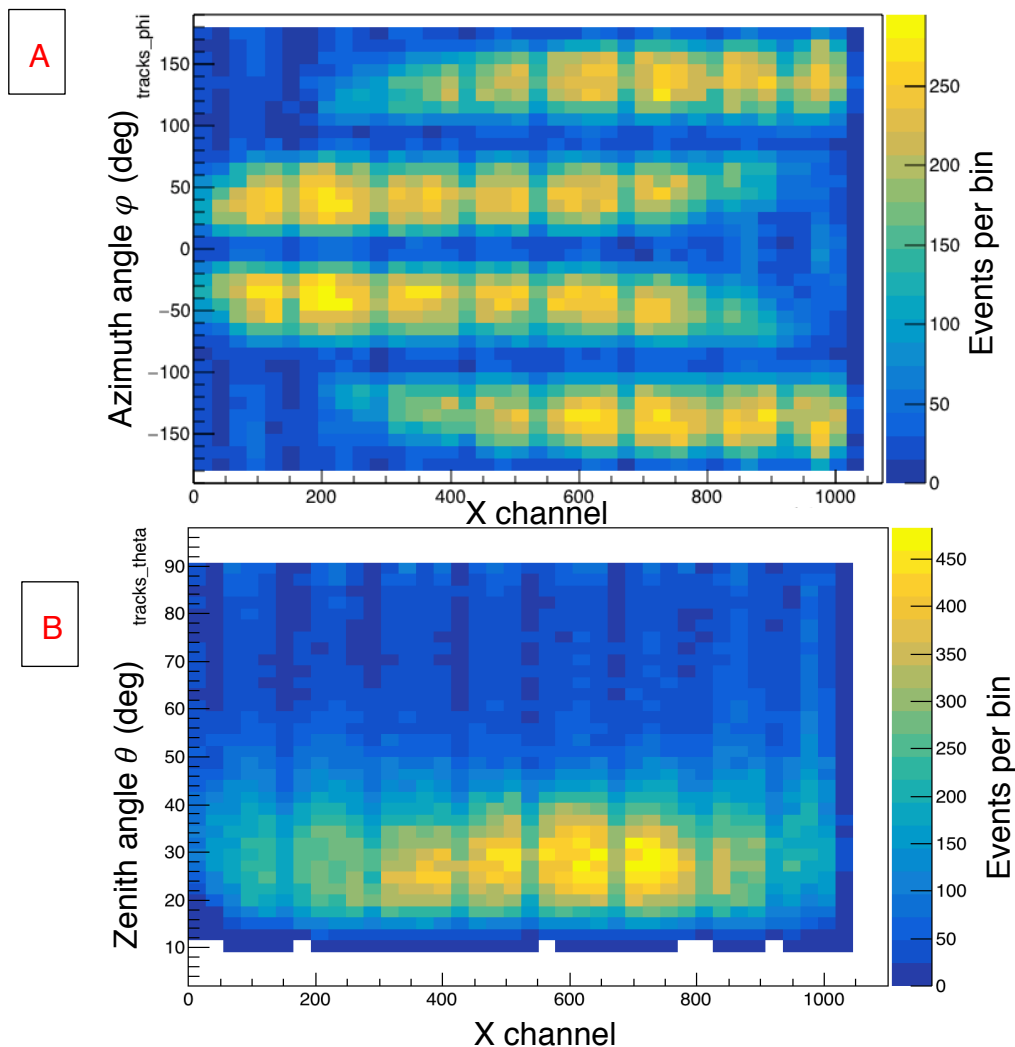 A
tracks_phi
Azimuth angle φ (deg)
150
100
50
0
−50
−100
−150
0 200 400 600 800 1000
X channel
250
200
150
100
50
0
Events per bin
B
tracks_theta
Zenith angle θ (deg)
90
80
70
60
50
40
30
20
10
0 200 400 600 800 1000
X channel
450
400
350
300
250
200
150
100
50
0
Events per bin